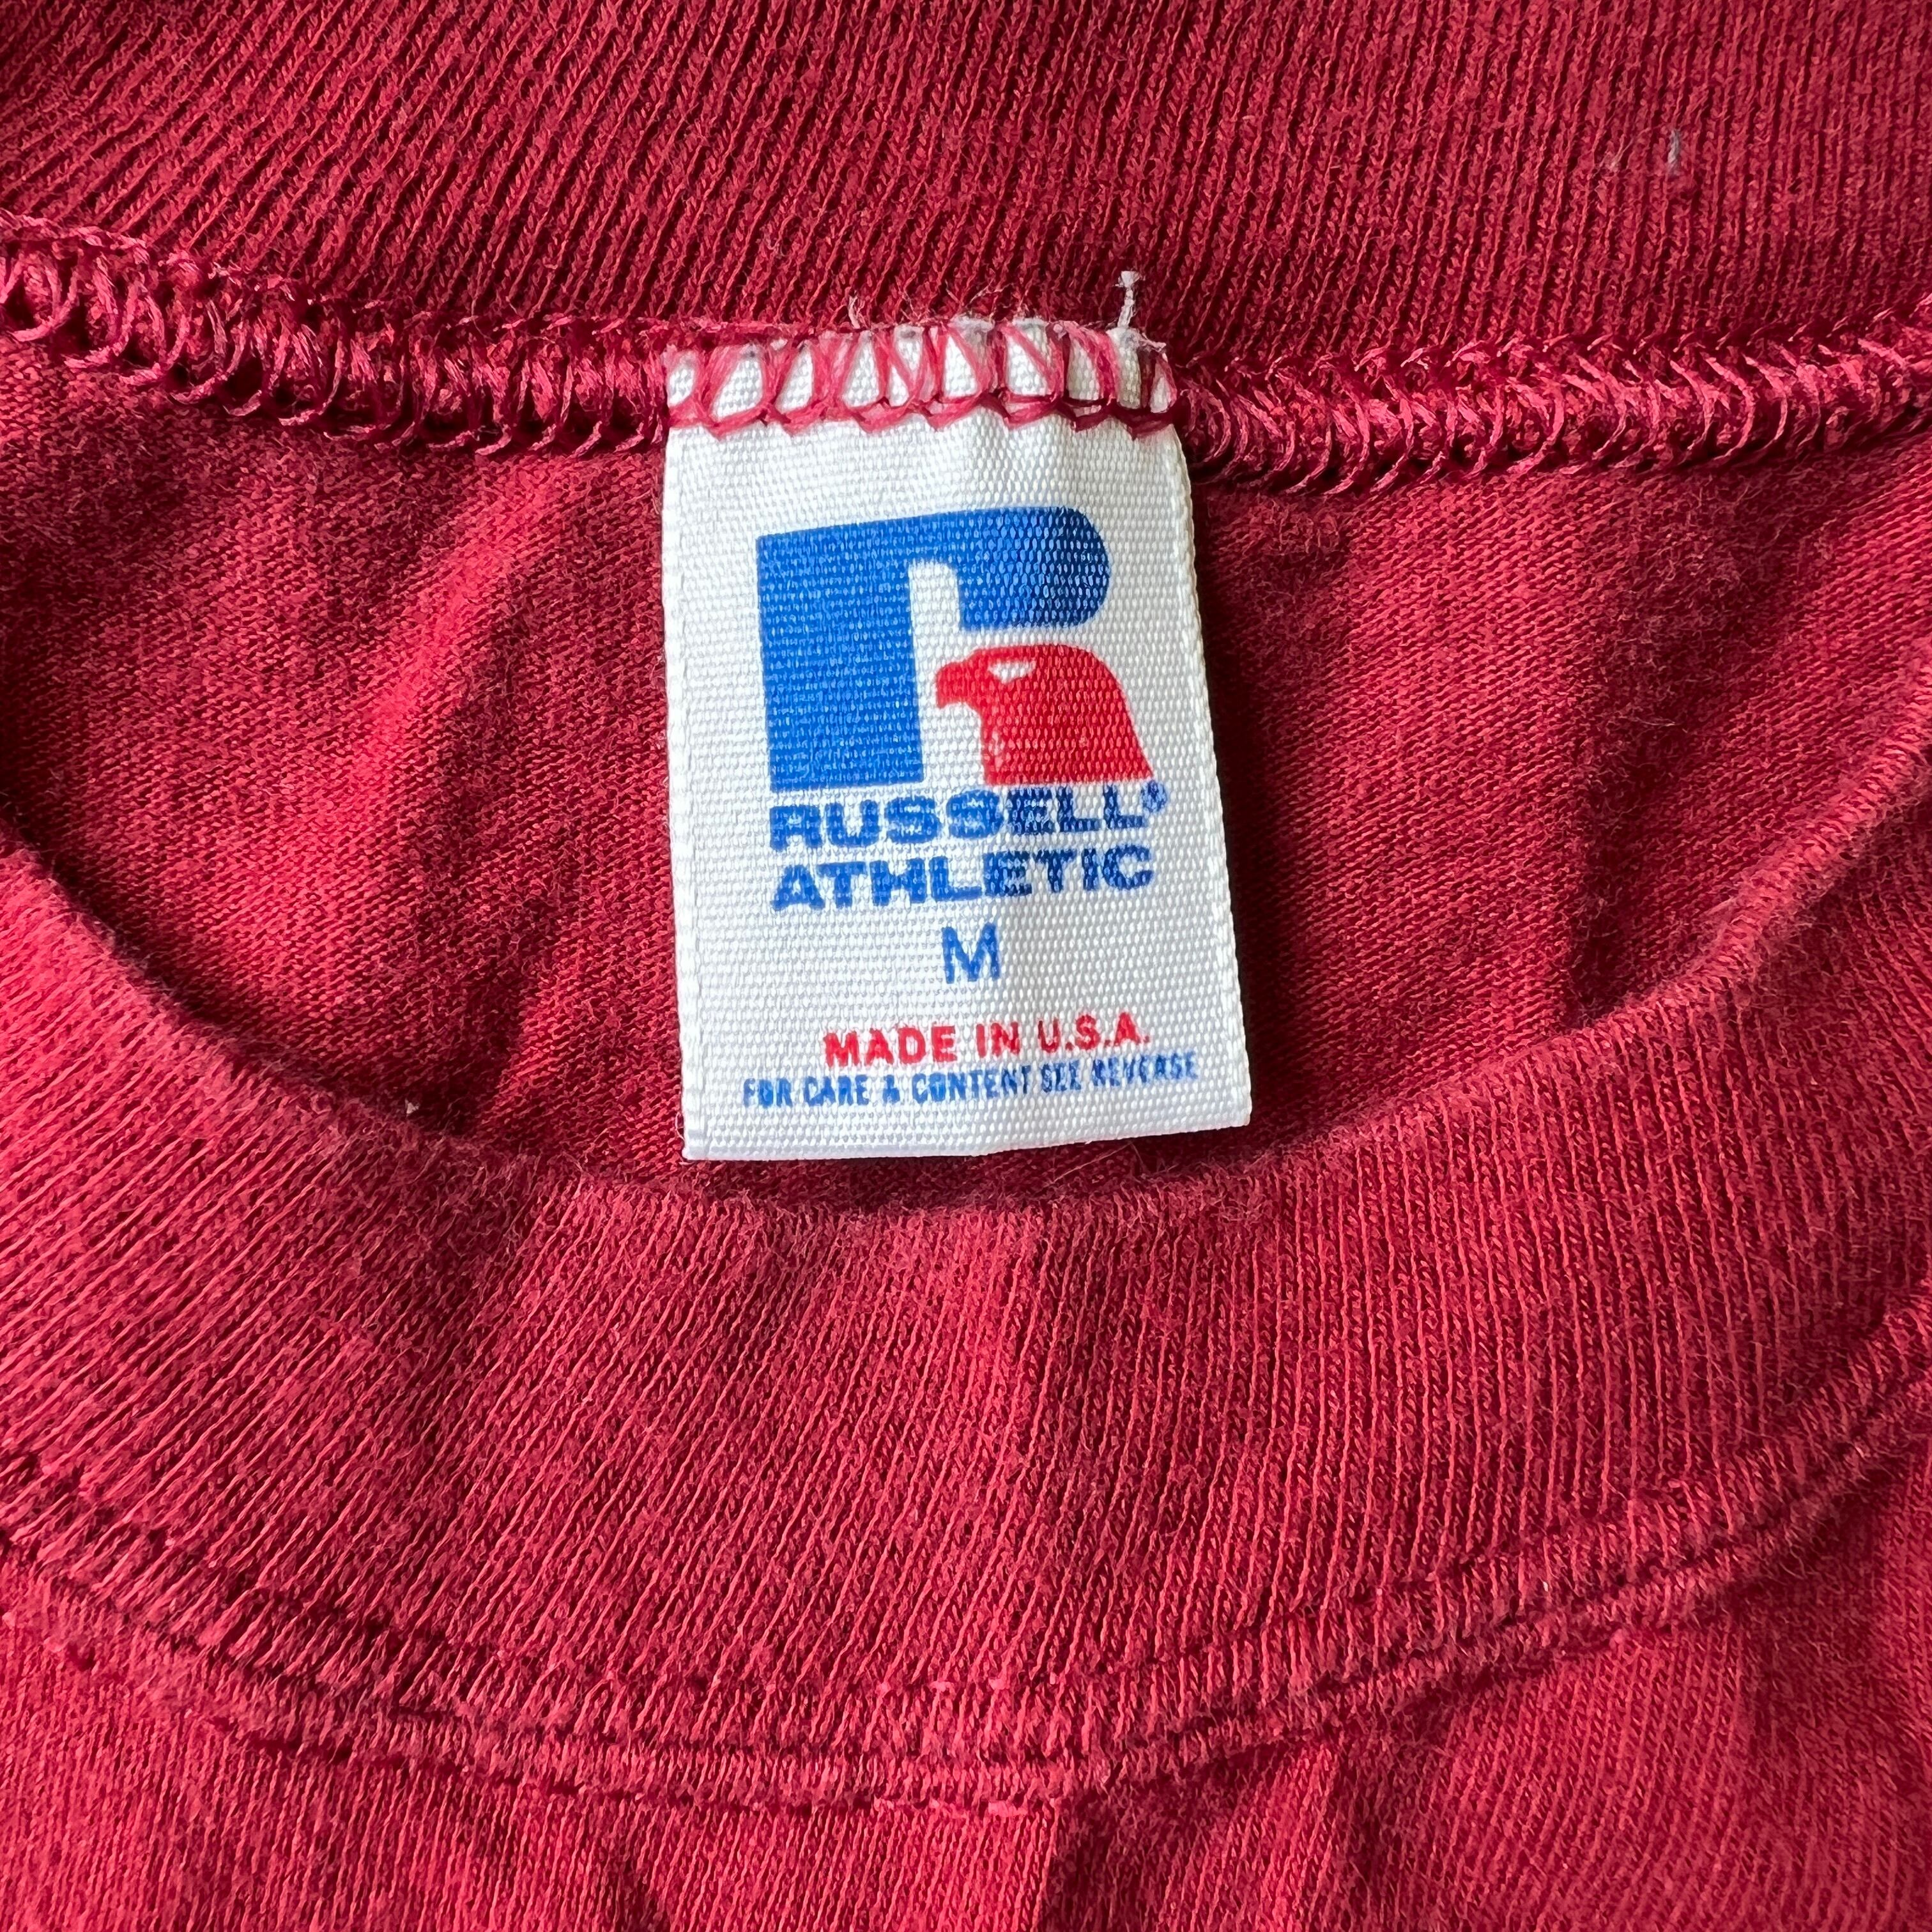 RUSSELL®
ATHLETIC
M
MADE IN U.S.A.
FOR CARE & CONTENT SEE REVERSE